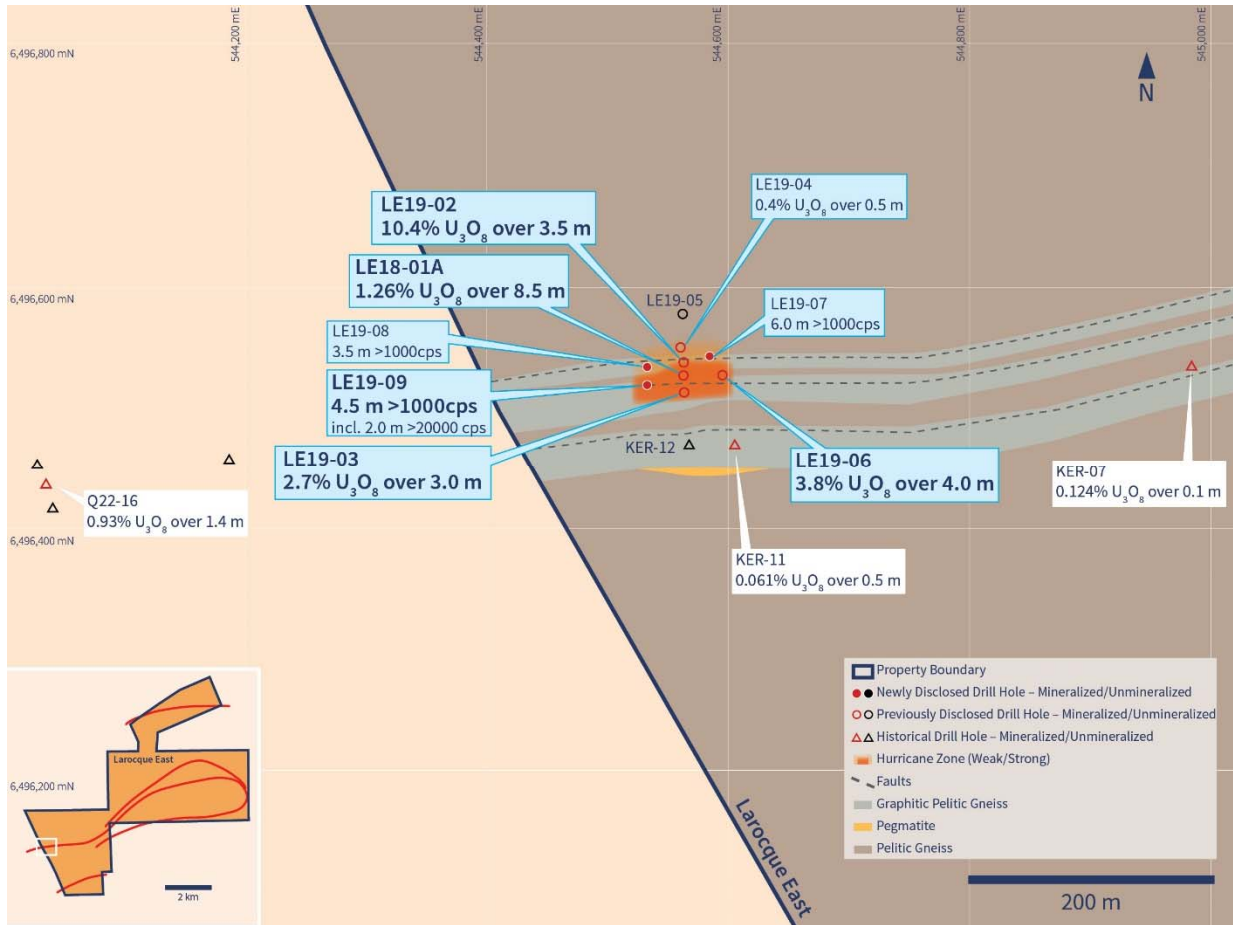 544,200 mE
544,400 mE
544,600 mE
544,800 mE
545,000 mE
6,496,800 mN
N
LE19-04
0.4% U₃O₈ over 0.5 m
LE19-02
10.4% U₃O₈ over 3.5 m
LE18-01A
1.26% U₃O₈ over 8.5 m
6,496,600 mN
LE19-05
LE19-07
6.0 m >1000cps
LE19-08
3.5 m >1000cps
LE19-09
4.5 m >1000cps
incl. 2.0 m >20000 cps
LE19-03
2.7% U₃O₈ over 3.0 m
KER-12
LE19-06
3.8% U₃O₈ over 4.0 m
KER-07
0.124% U₃O₈ over 0.1 m
Q22-16
0.93% U₃O₈ over 1.4 m
6,496,400 mN
KER-11
0.061% U₃O₈ over 0.5 m
Property Boundary
Newly Disclosed Drill Hole – Mineralized/Unmineralized
Previously Disclosed Drill Hole – Mineralized/Unmineralized
Historical Drill Hole – Mineralized/Unmineralized
Hurricane Zone (Weak/Strong)
Faults
Graphitic Pelitic Gneiss
Pegmatite
Pelitic Gneiss
6,496,200 mN
Larocque East
2 km
Larocque East
200 m